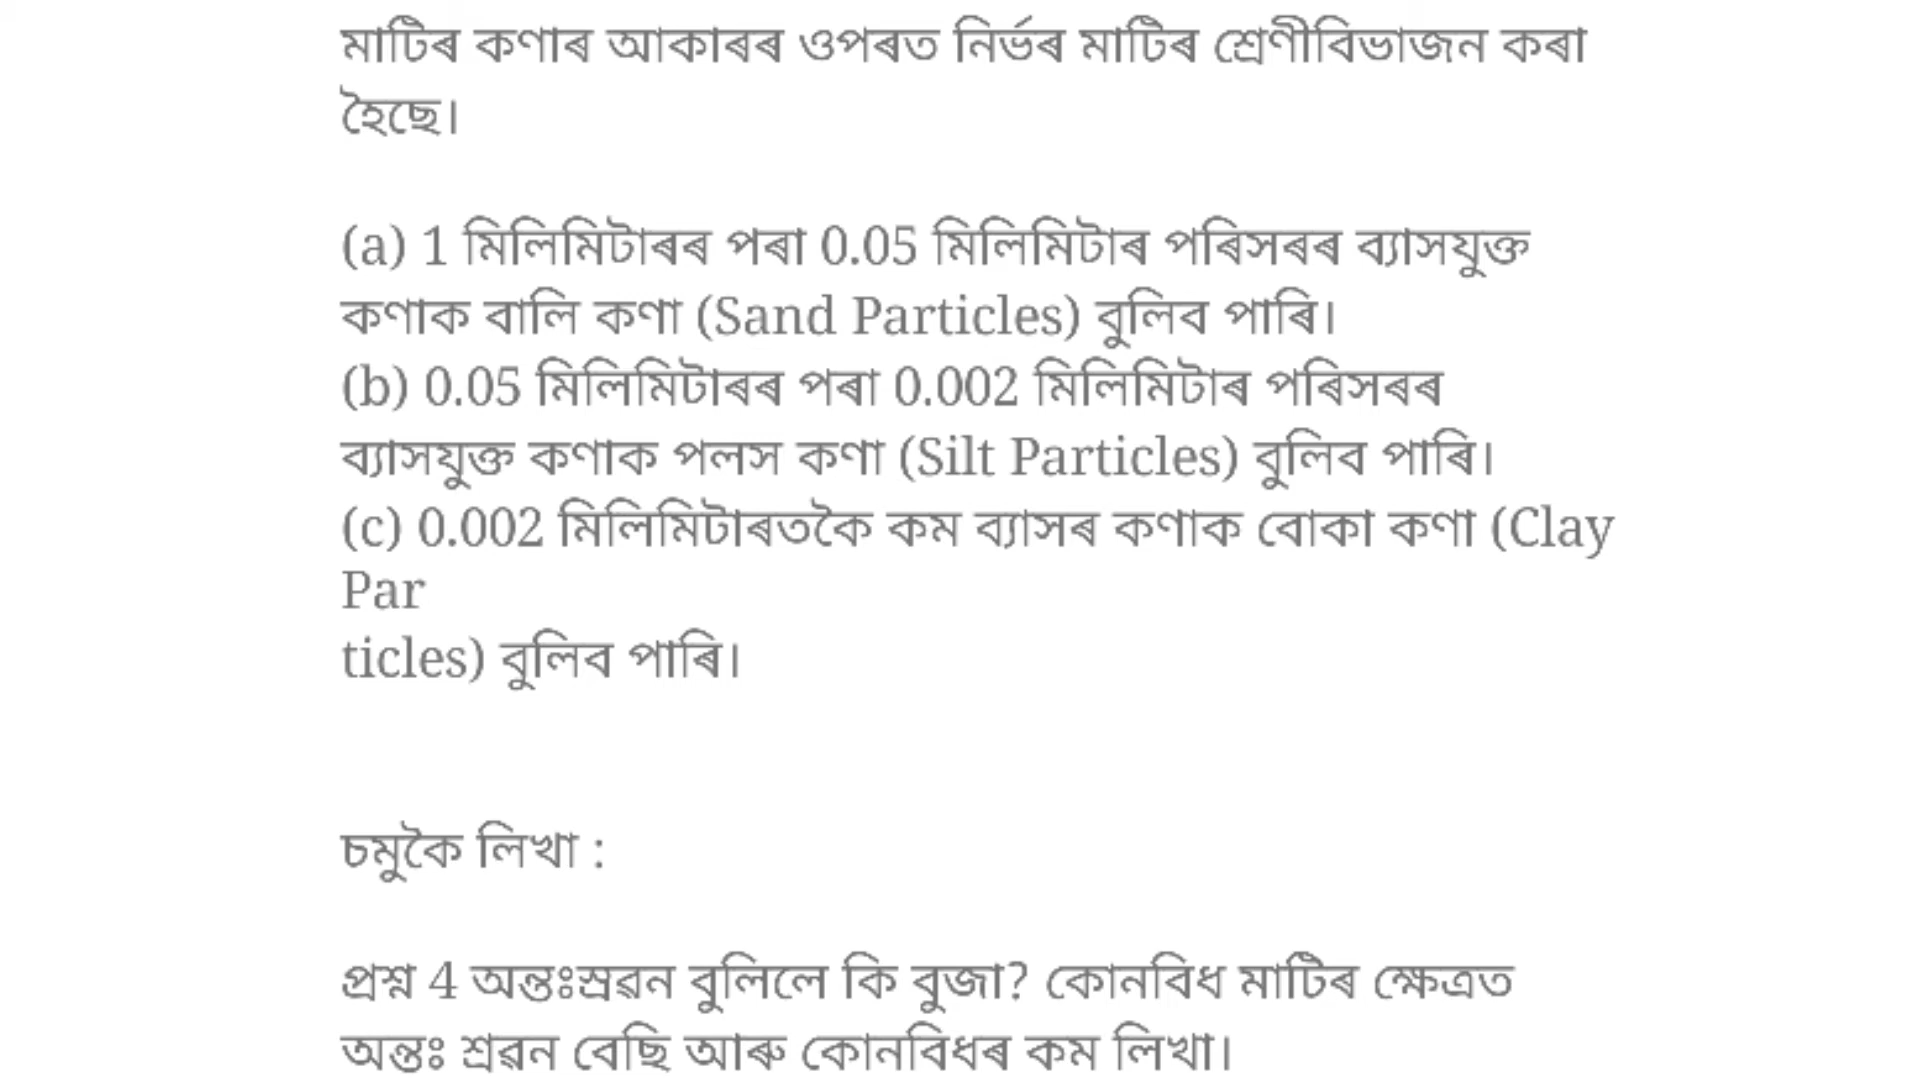 মাটিৰ কণাৰ আকাৰৰ ওপৰত নিৰ্ভৰ মাটিৰ শ্ৰেণীবিভাজন কৰা
হৈছে।
(a) 1 মিলিমিটাৰৰ পৰা 0.05 মিলিমিটাৰ পৰিসৰৰ ব্যাসযুক্ত
কণাক বালি কণা (Sand Particles) বুলিব পাৰি।
(b) 0.05 মিলিমিটাৰৰ পৰা 0.002 মিলিমিটাৰ পৰিসৰৰ
ব্যাসযুক্ত কণাক পলস কণা (Silt Particles) বুলিব পাৰি।
(c) 0.002 মিলিমিটাৰতকৈ কম ব্যাসৰ কণাক বোকা কণা (Clay
Par
ticles) বুলিব পাৰি।
চমুকৈ লিখা :
প্ৰশ্ন 4 অন্তঃস্ৰৱন বুলিলে কি বুজা? কোনবিধ মাটিৰ ক্ষেত্ৰত
অন্তঃ শ্ৰৱন বেছি আৰু কোনবিধৰ কম লিখা।